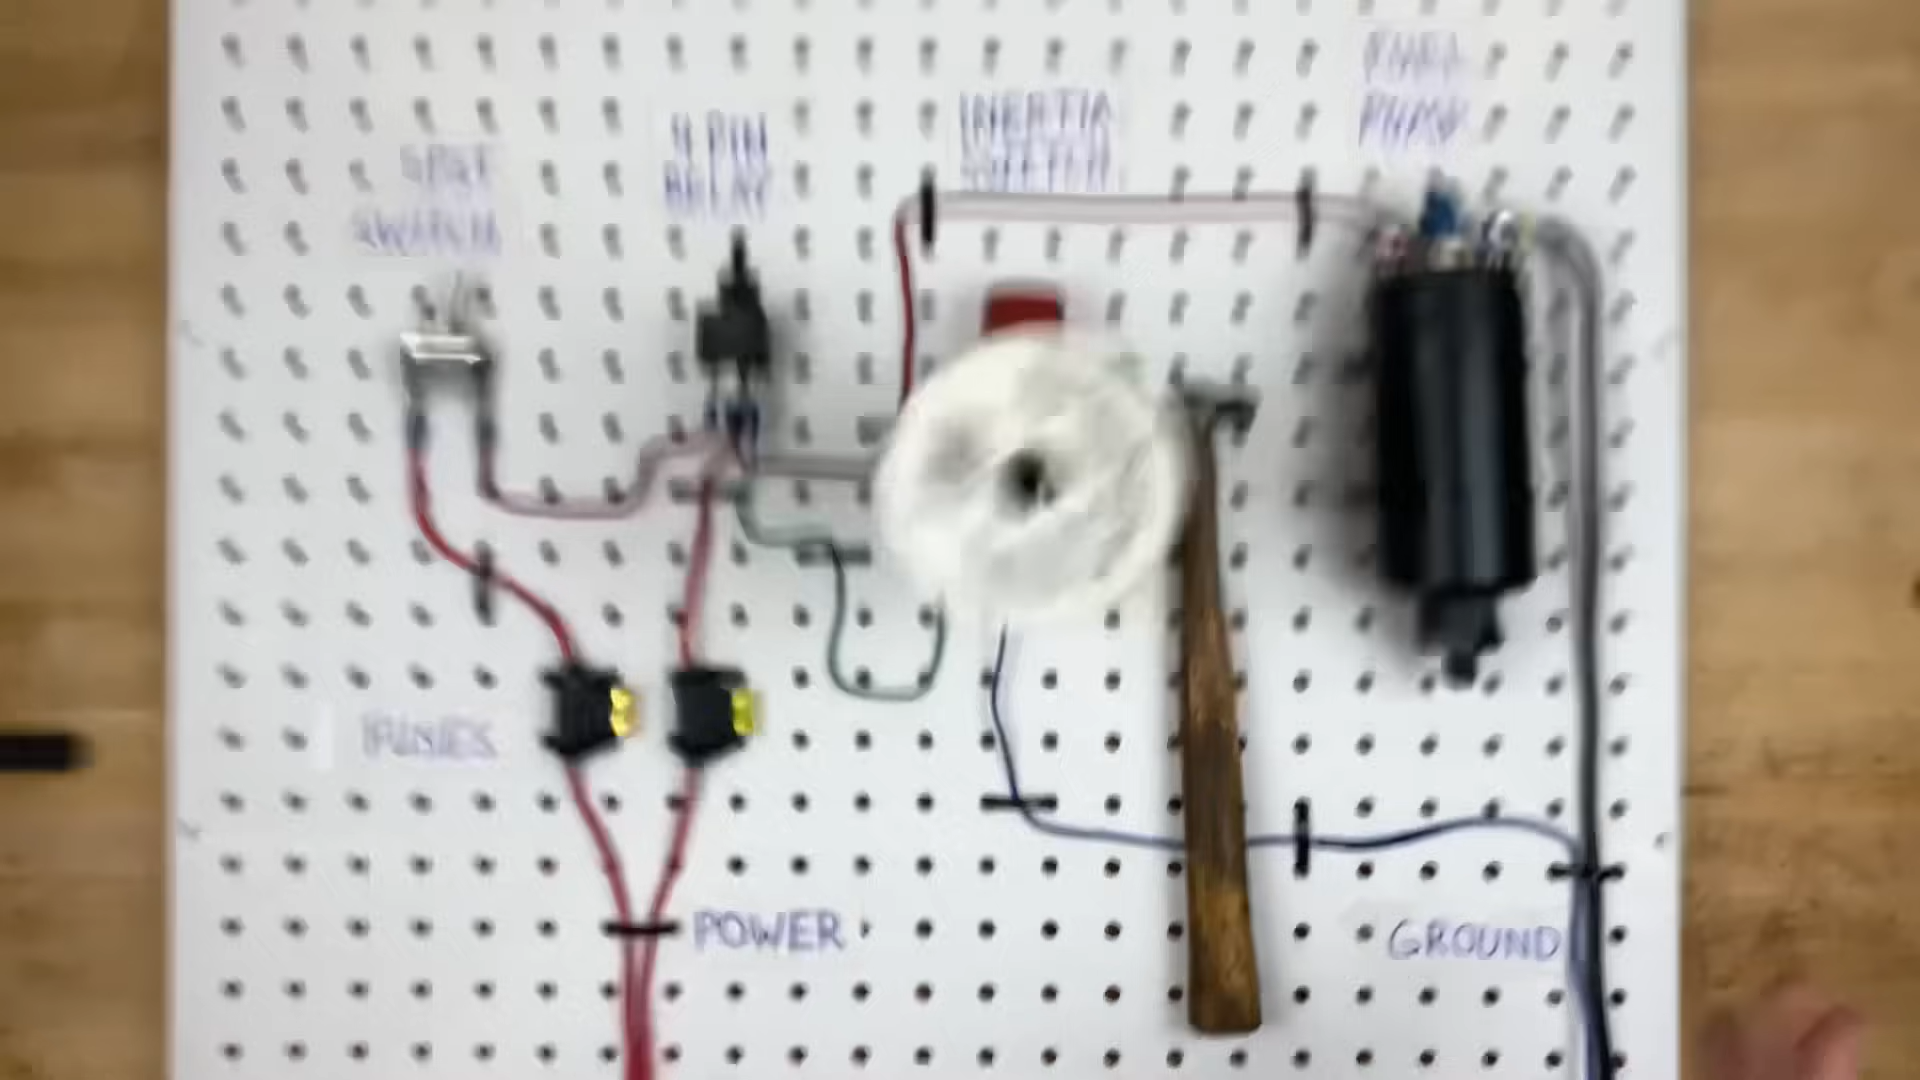 SPST
SWITCH
4 PIN
RELAY
INERTIA
SWITCH
FUEL
PUMP
FUSES
POWER
GROUND